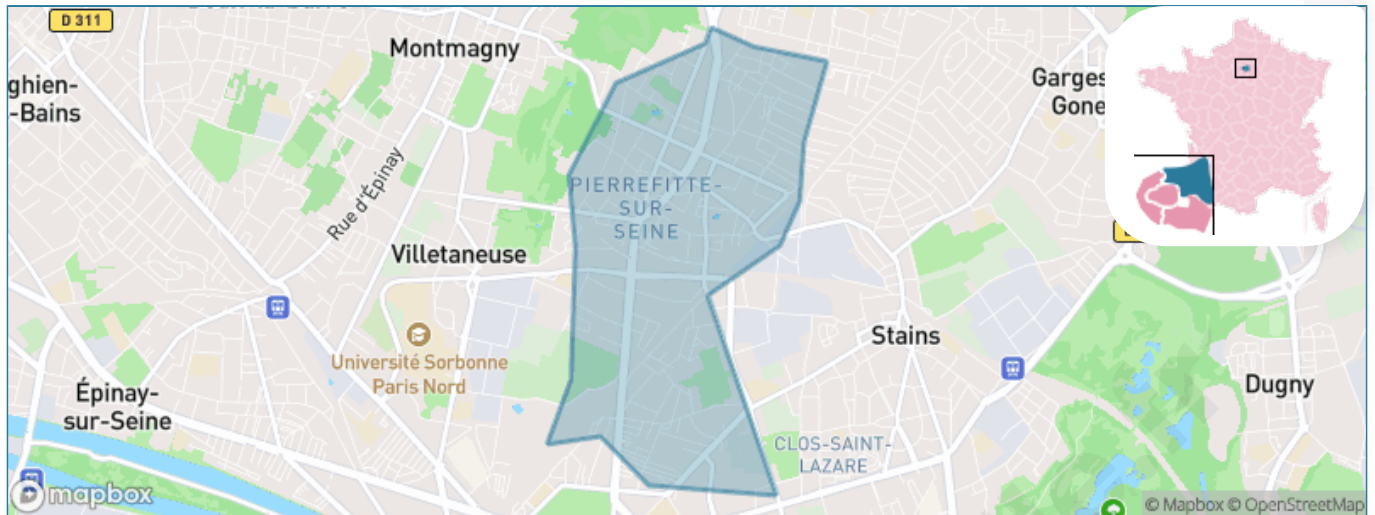 D 311
Montmagny
ghien-
-Bains
Garges
Gone
Rue d'Épinay
PIERREFITTE-
SUR-
SEINE
Villetaneuse
Université Sorbonne
Paris Nord
Stains
Épinay-
sur-Seine
Dugny
CLOS-SAINT-
LAZARE
mapbox
© Mapbox © OpenStreetMap